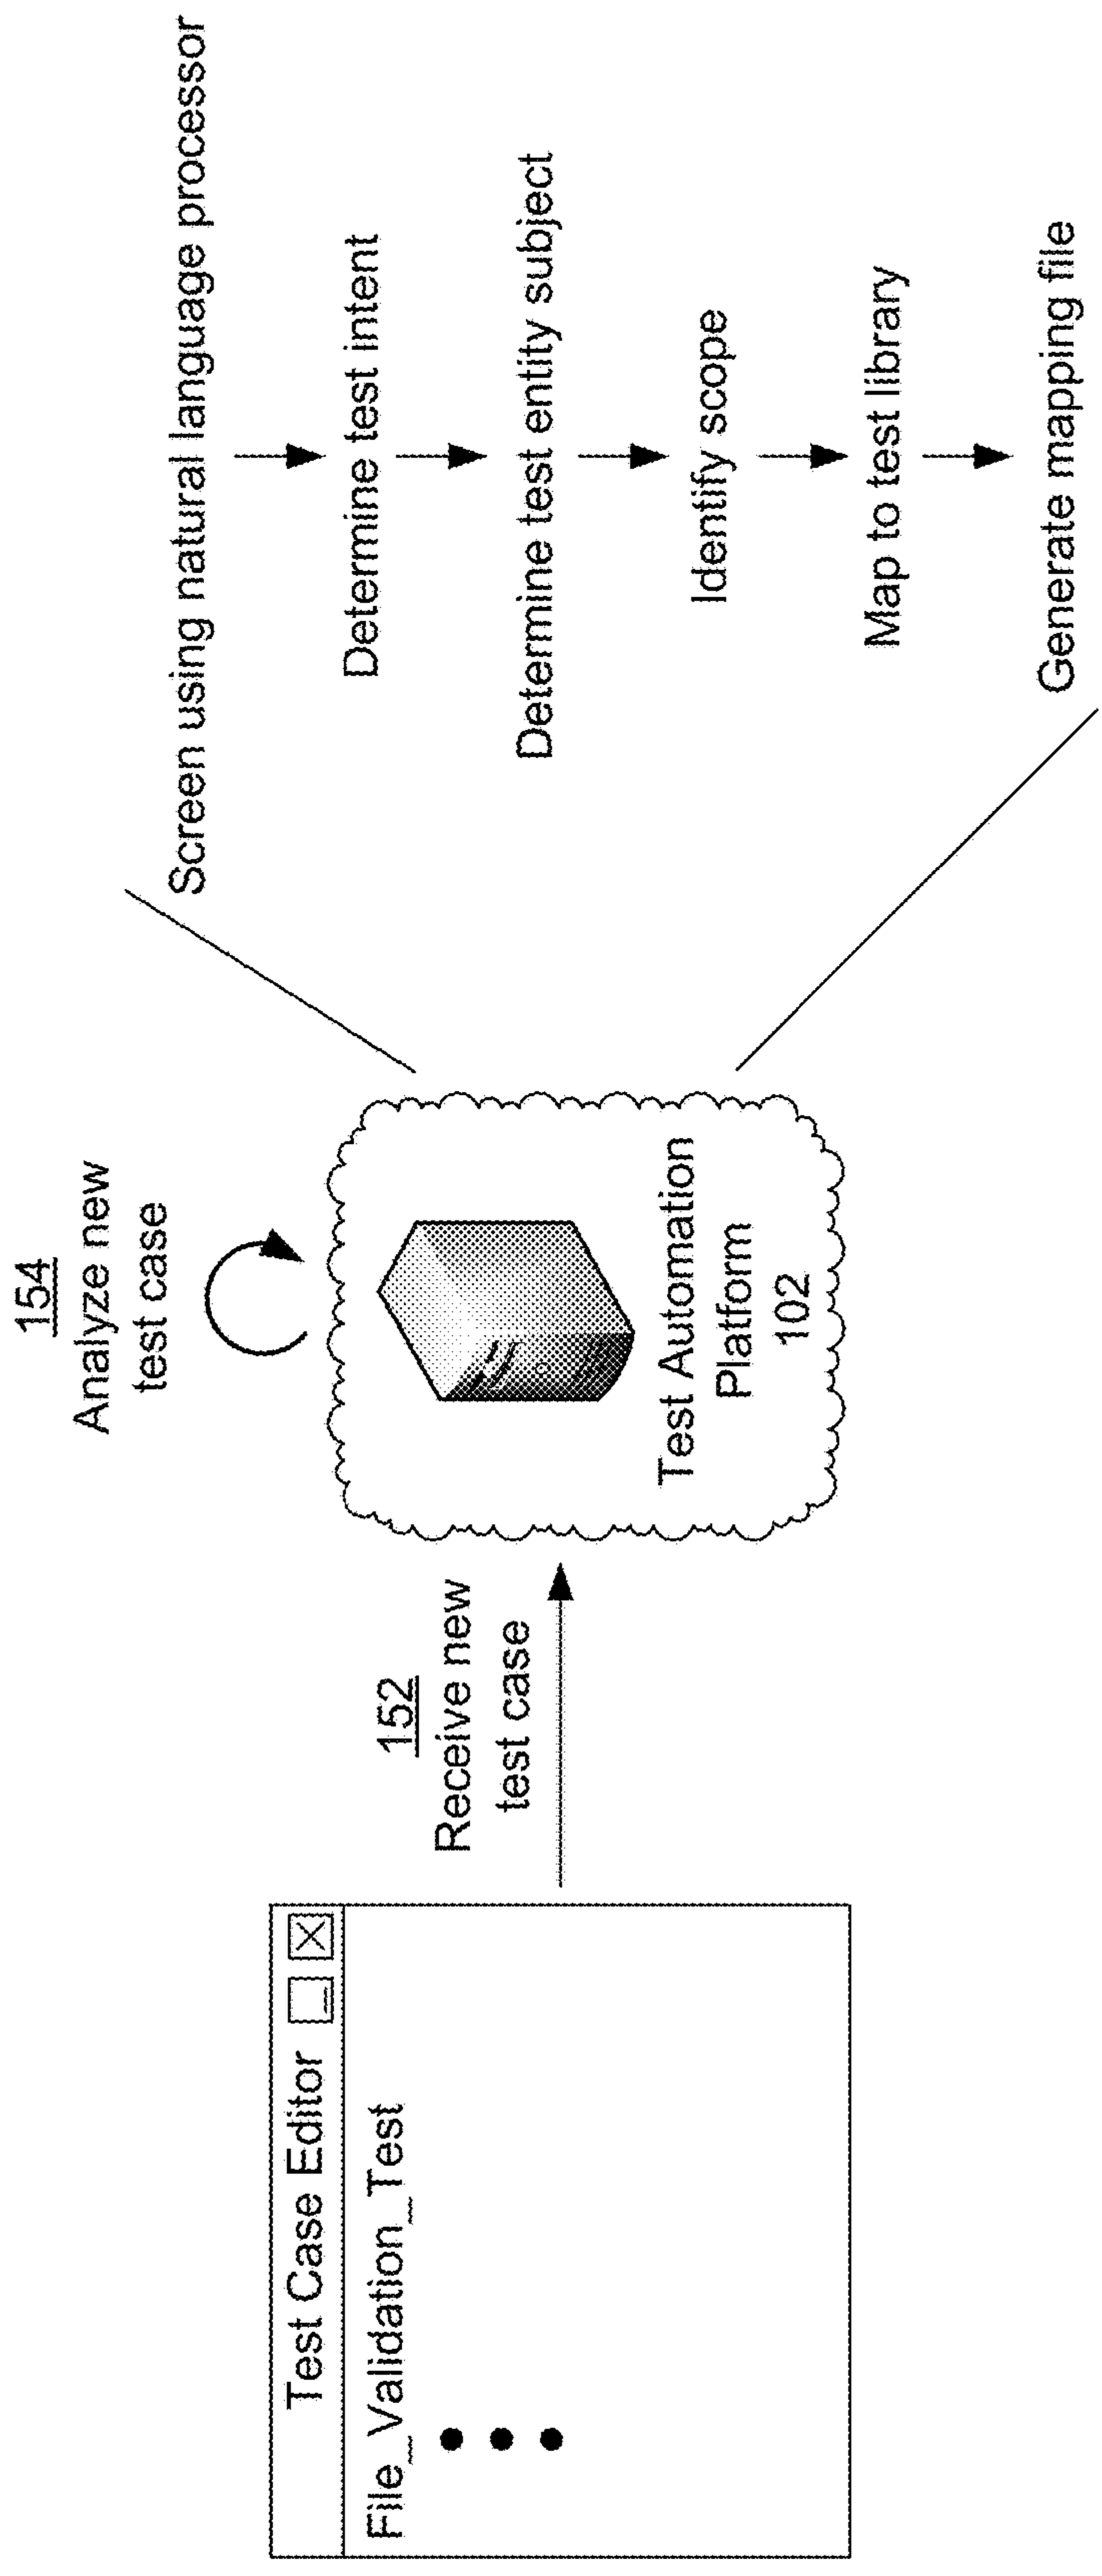 Test Case Editor
File_Validation_Test
152
Receive new
test case
154
Analyze new
test case
Test Automation
Platform
102
Screen using natural language processor
Determine test intent
Determine test entity subject
Identify scope
Map to test library
Generate mapping file